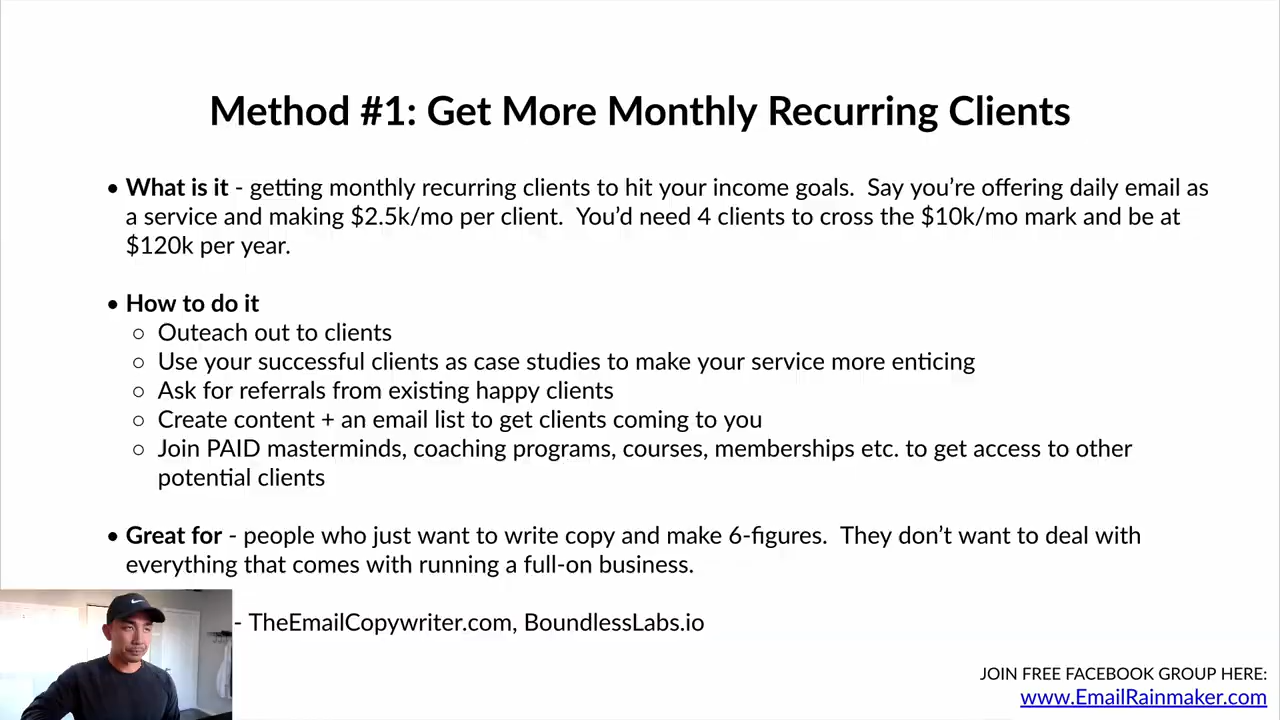 Method #1: Get More Monthly Recurring Clients
• What is it - getting monthly recurring clients to hit your income goals.  Say you’re offering daily email as
a service and making $2.5k/mo per client.  You’d need 4 clients to cross the $10k/mo mark and be at
$120k per year.
• How to do it
○ Outeach out to clients
○ Use your successful clients as case studies to make your service more enticing
○ Ask for referrals from existing happy clients
○ Create content + an email list to get clients coming to you
○ Join PAID masterminds, coaching programs, courses, memberships etc. to get access to other
potential clients
• Great for - people who just want to write copy and make 6-figures.  They don’t want to deal with
everything that comes with running a full-on business.
- TheEmailCopywriter.com, BoundlessLabs.io
JOIN FREE FACEBOOK GROUP HERE:
www.EmailRainmaker.com